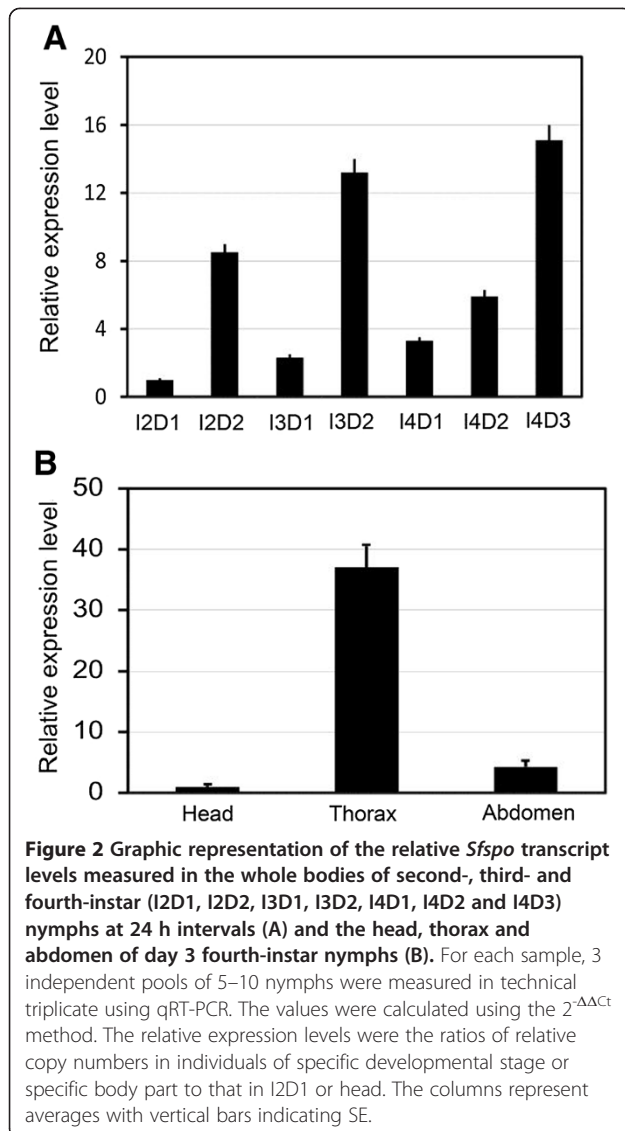 A
Relative expression level
20
16
12
8
4
0
I2D1 I2D2 I3D1 I3D2 I4D1 I4D2 I4D3
B
Relative expression level
50
40
30
20
10
0
Head Thorax Abdomen
Figure 2 Graphic representation of the relative Sfspo transcript
levels measured in the whole bodies of second-, third- and
fourth-instar (I2D1, I2D2, I3D1, I3D2, I4D1, I4D2 and I4D3)
nymphs at 24 h intervals (A) and the head, thorax and
abdomen of day 3 fourth-instar nymphs (B). For each sample, 3
independent pools of 5–10 nymphs were measured in technical
triplicate using qRT-PCR. The values were calculated using the 2-ΔΔCt
method. The relative expression levels were the ratios of relative
copy numbers in individuals of specific developmental stage or
specific body part to that in I2D1 or head. The columns represent
averages with vertical bars indicating SE.